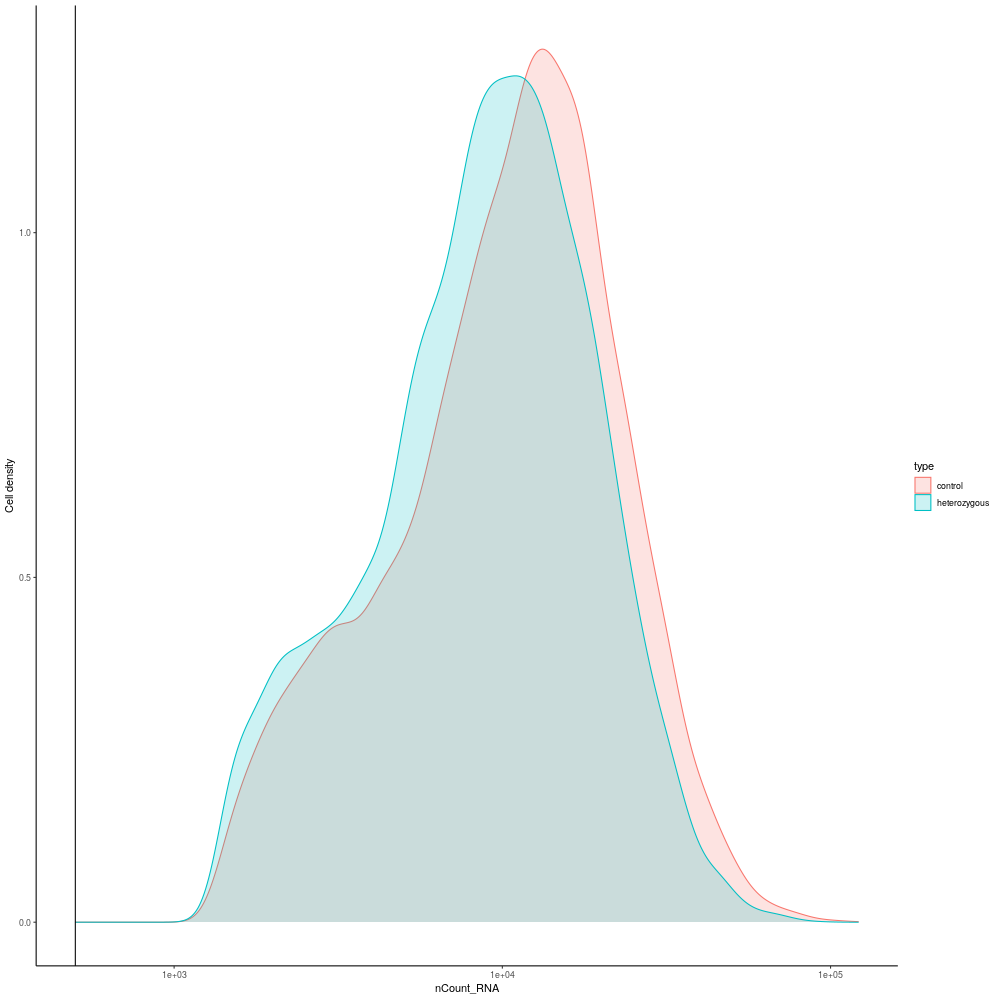 Cell density
1.0
0.5
0.0
1e+03
1e+04
1e+05
nCount_RNA
type
control
heterozygous